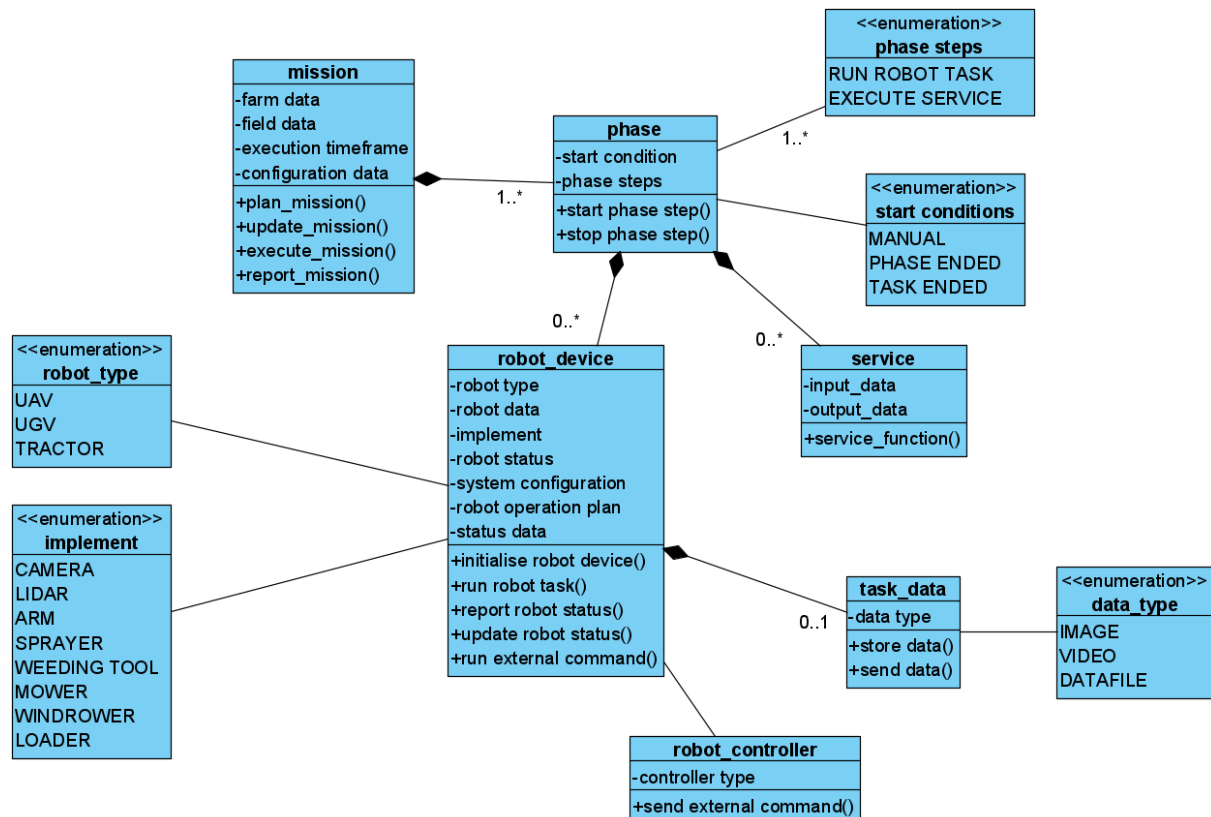 <<enumeration>>
phase steps
RUN ROBOT TASK
EXECUTE SERVICE
mission
-farm data
-field data
-execution timeframe
-configuration data
+plan_mission()
+update_mission()
+execute_mission()
+report_mission()
1..*
phase
-start condition
-phase steps
+start phase step()
+stop phase step()
1..*
<<enumeration>>
start conditions
MANUAL
PHASE ENDED
TASK ENDED
0..*
0..*
<<enumeration>>
robot_type
UAV
UGV
TRACTOR
robot_device
-robot type
-robot data
-implement
-robot status
-system configuration
-robot operation plan
-status data
+initialise robot device()
+run robot task()
+report robot status()
+update robot status()
+run external command()
service
-input_data
-output_data
+service_function()
<<enumeration>>
implement
CAMERA
LIDAR
ARM
SPRAYER
WEEDING TOOL
MOWER
WINDROWER
LOADER
0..1
task_data
-data type
+store data()
+send data()
<<enumeration>>
data_type
IMAGE
VIDEO
DATAFILE
robot_controller
-controller type
+send external command()